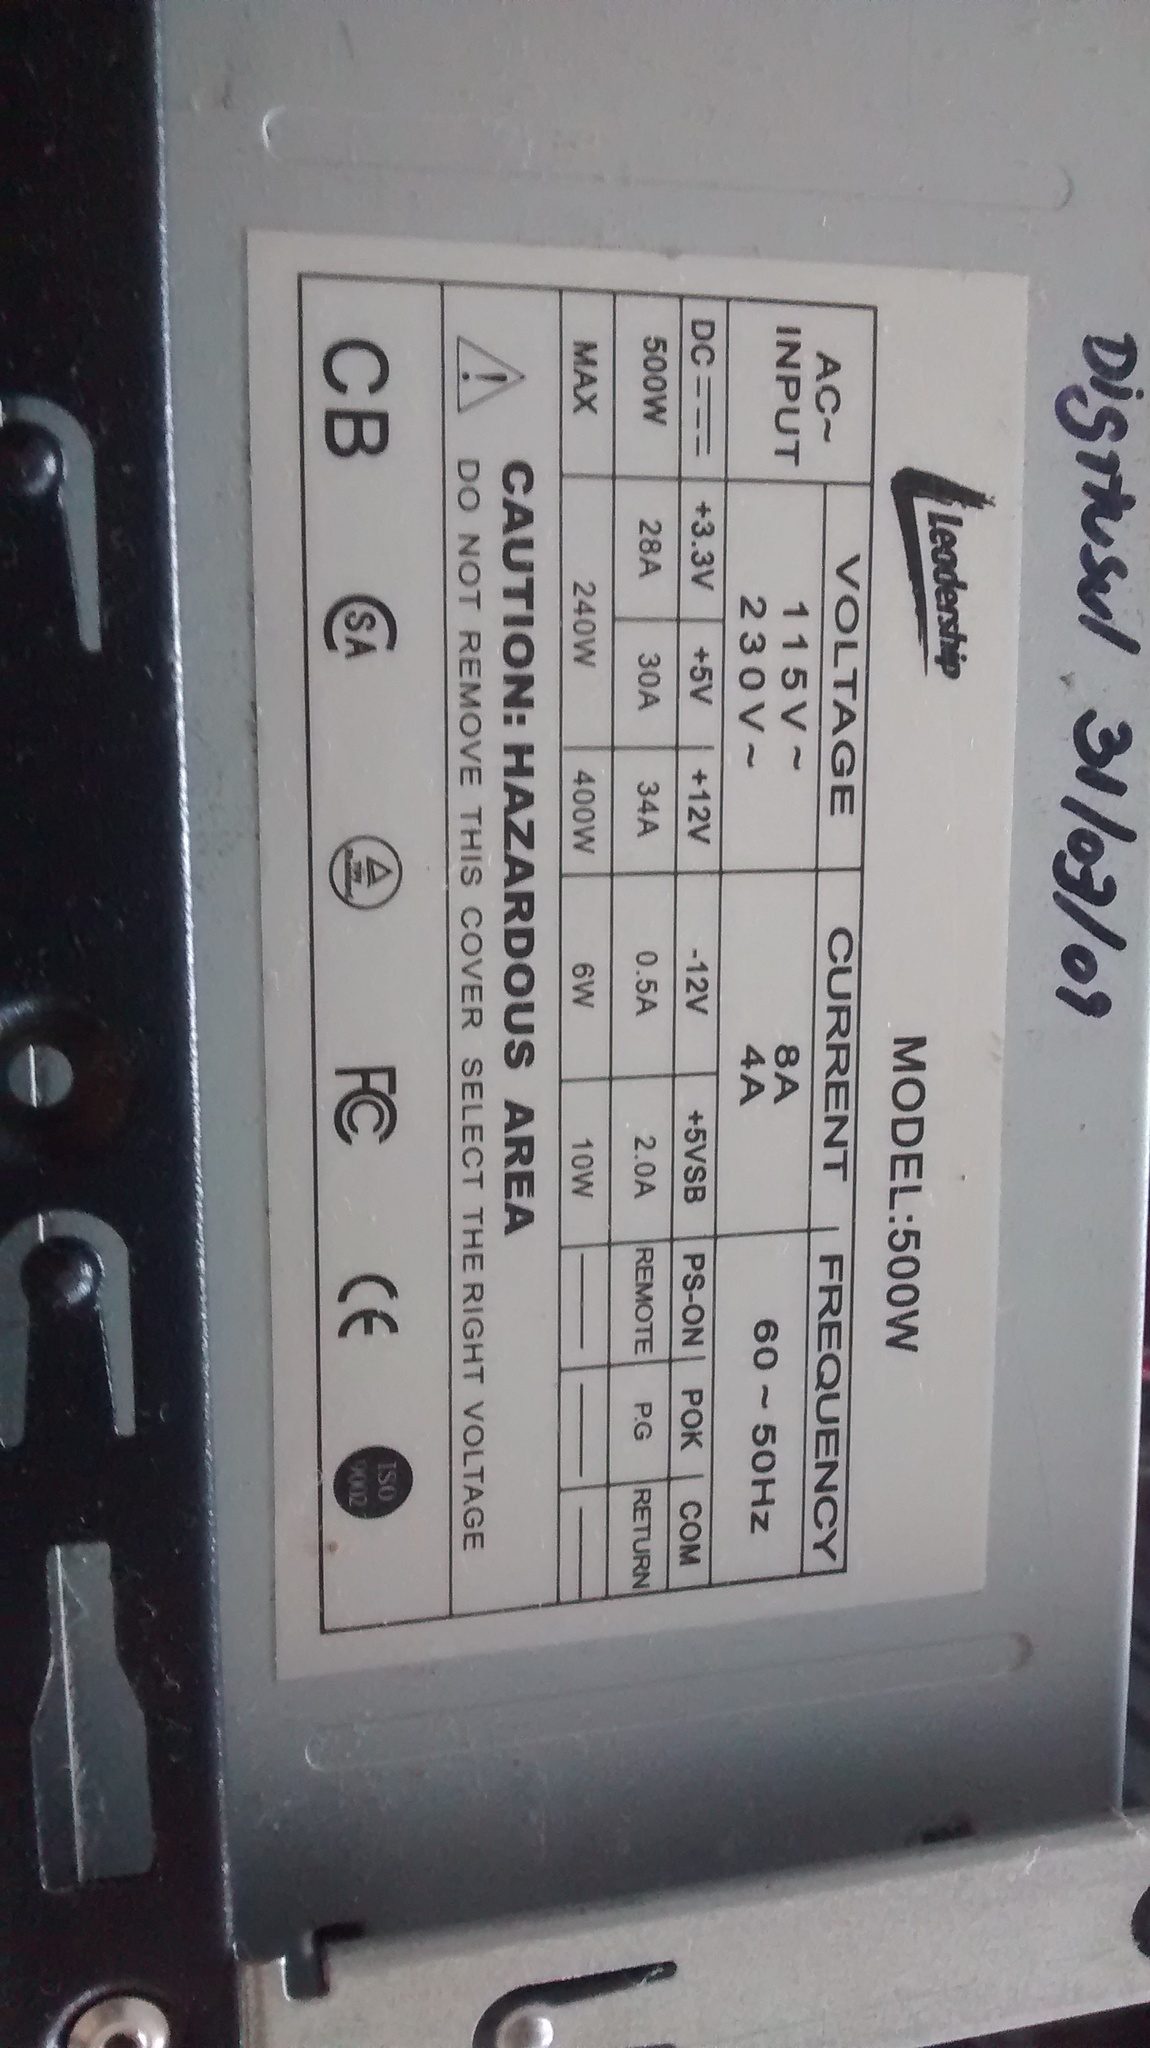 Distusul 31/03/09
Leadership
MODEL:500W
AC~ INPUT VOLTAGE CURRENT FREQUENCY
115V~ 8A 60~50Hz
230V~ 4A
DC +3.3V +5V +12V -12V +5VSB PS-ON POK COM
500W 28A 30A 34A 0.5A 2.0A REMOTE P.G RETURN
MAX 240W 400W 6W 10W
CAUTION: HAZARDOUS AREA
DO NOT REMOVE THIS COVER SELECT THE RIGHT VOLTAGE
CB SA FC CE ISO 9002